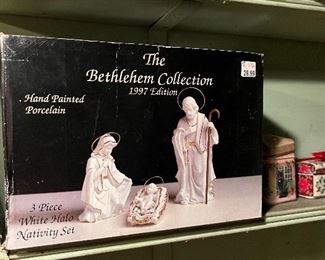 The
Bethlehem Collection
1997 Edition
. Hand Painted
Porcelain
3 Piece
White Halo
Nativity Set